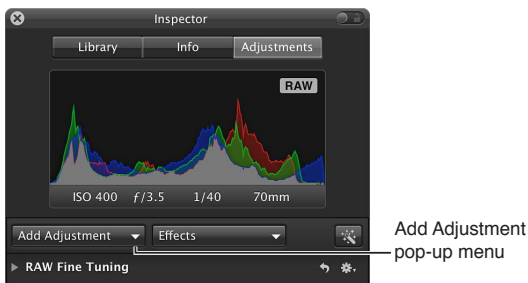 Inspector
Library Info Adjustments
RAW
ISO 400 ƒ/3.5 1/40 70mm
Add Adjustment Effects
Add Adjustment
pop-up menu
RAW Fine Tuning